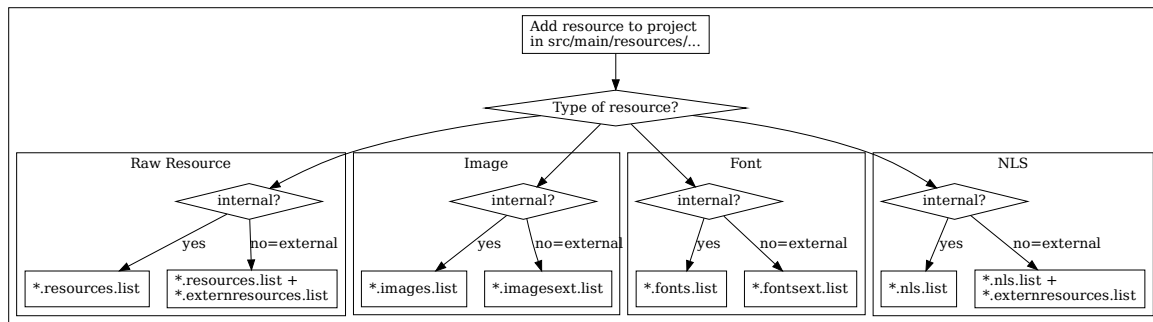 Add resource to project
in src/main/resources/...
Type of resource?
Raw Resource
Image
Font
NLS
internal?
internal?
internal?
internal?
yes
no=external
yes
no=external
yes
no=external
yes
no=external
*.resources.list
*.resources.list +
*.externresources.list
*.images.list
*.imagesext.list
*.fonts.list
*.fontsext.list
*.nls.list
*.nls.list +
*.externresources.list